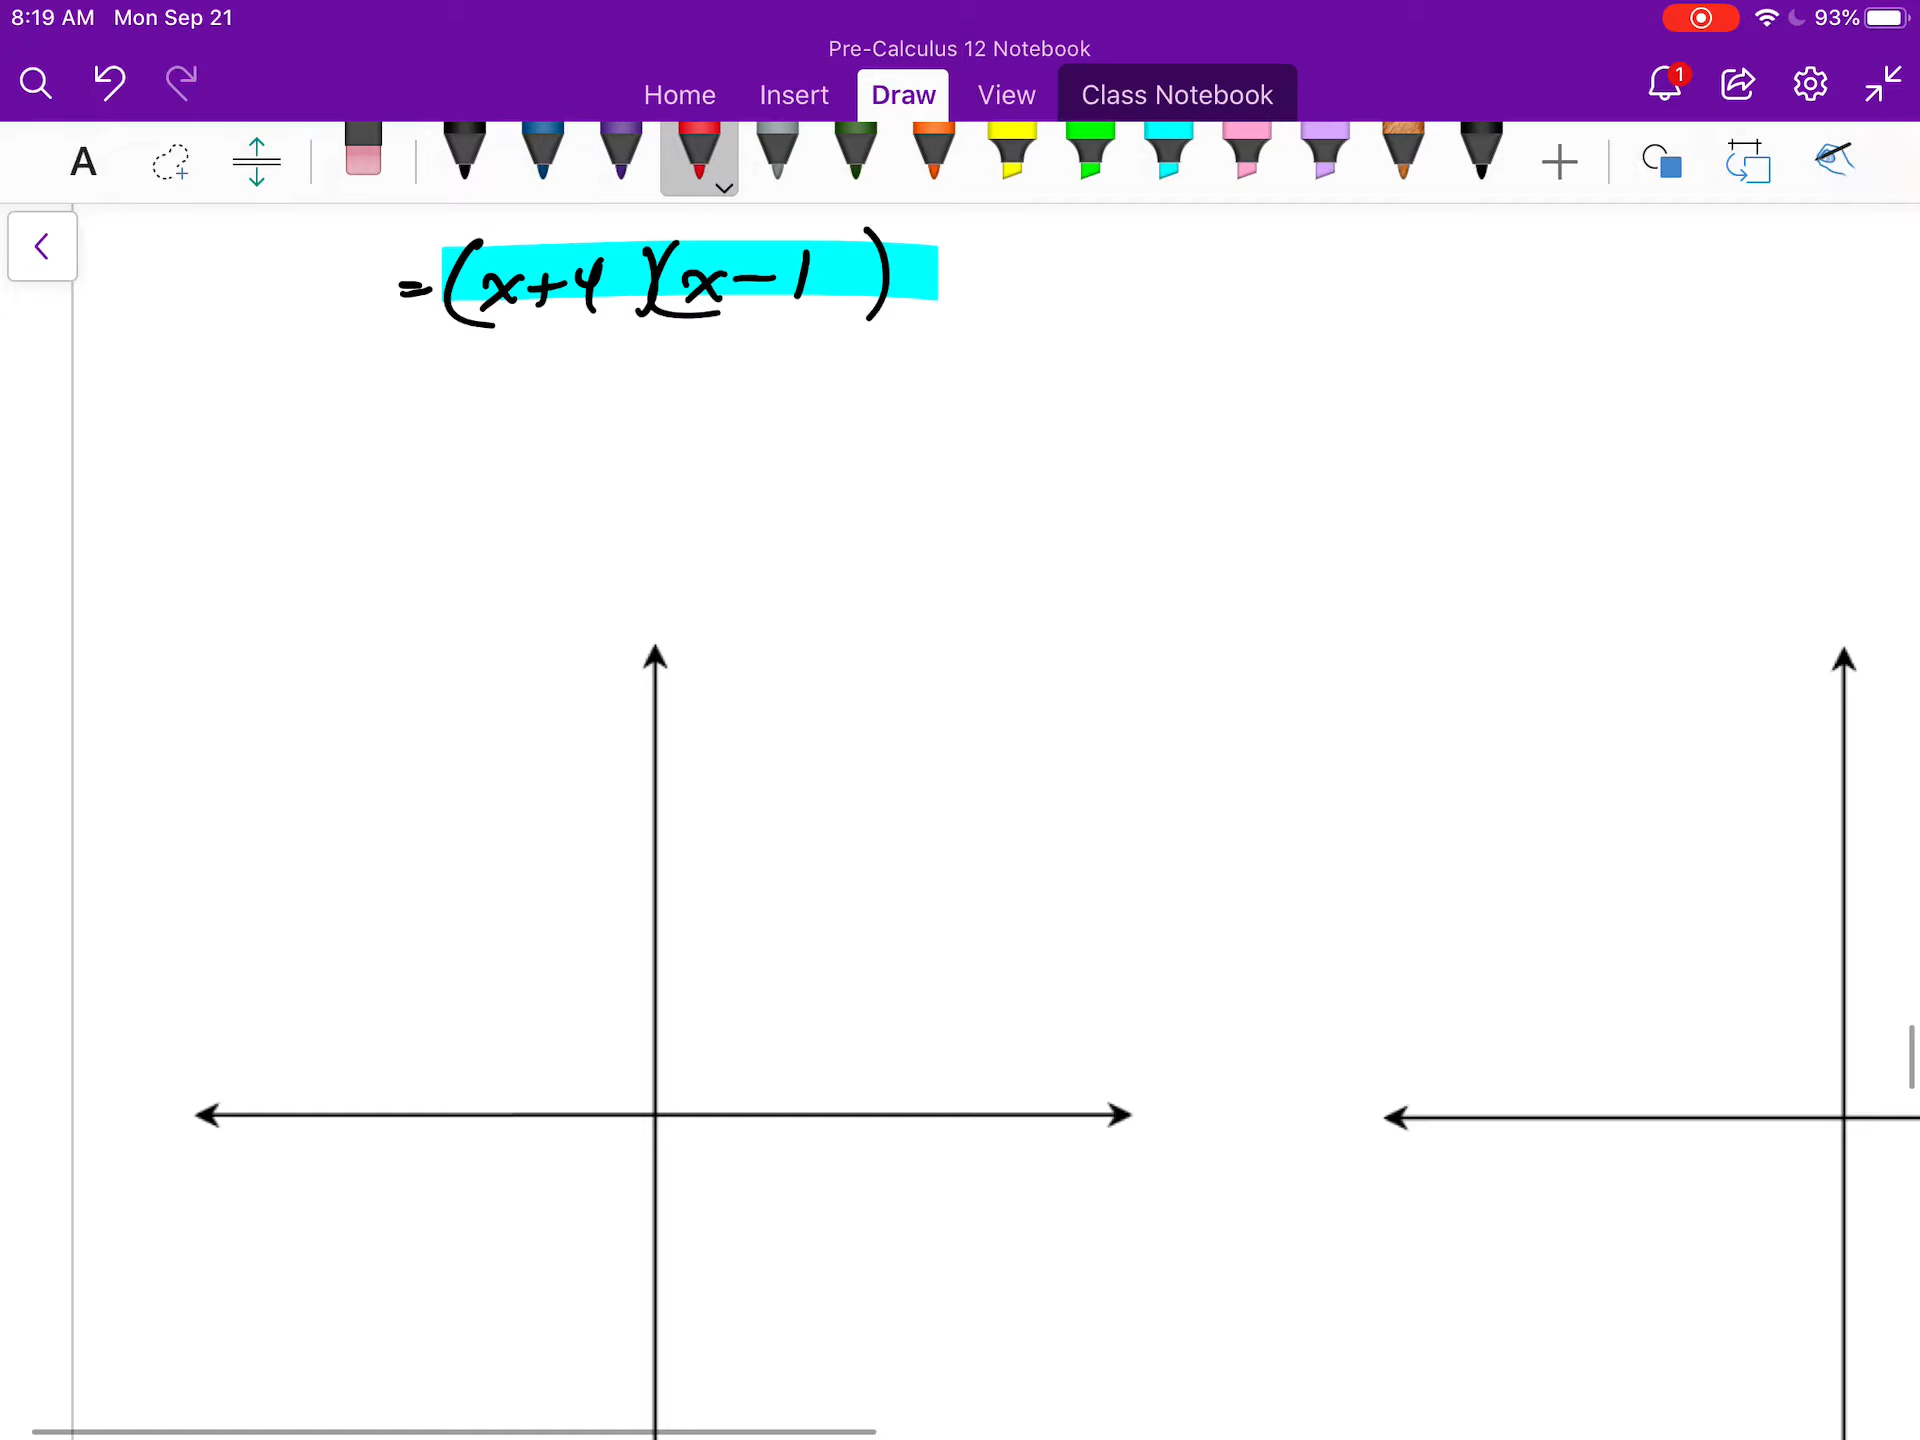 8:19 AM Mon Sep 21 93%
Pre-Calculus 12 Notebook
Home Insert Draw View Class Notebook 1
A
= (x+4)(x-1)